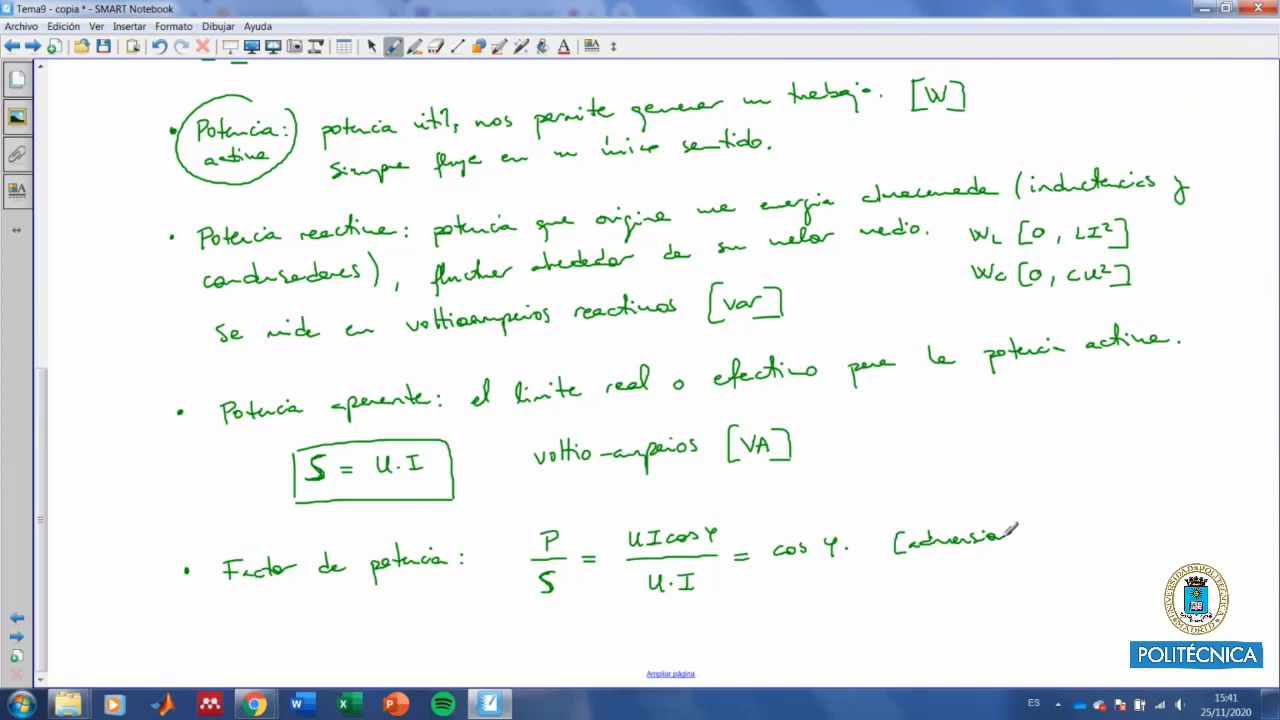 Tema9 - copia * - SMART Notebook
Archivo Edición Ver Insertar Formato Dibujar Ayuda
• Potencia activa: potencia útil, nos permite generar un trabajo. [W]
siempre fluye en un único sentido.
• Potencia reactiva: potencia que origina una energía almacenada (inductancias y
condensadores), fluctuar alrededor de su valor medio. WL [0, LI²]
WC [0, CU²]
Se mide en voltioamperios reactivos [Var]
• Potencia aparente: el límite real o efectivo para la potencia activa.
S = U·I voltio-amperios [VA]
• Factor de potencia: P/S = UIcosφ/U·I = cos φ. [adimensio
UNIVERSIDAD POLITÉCNICA MADRID
POLITÉCNICA
Ampliar página
ES 15:41
25/11/2020